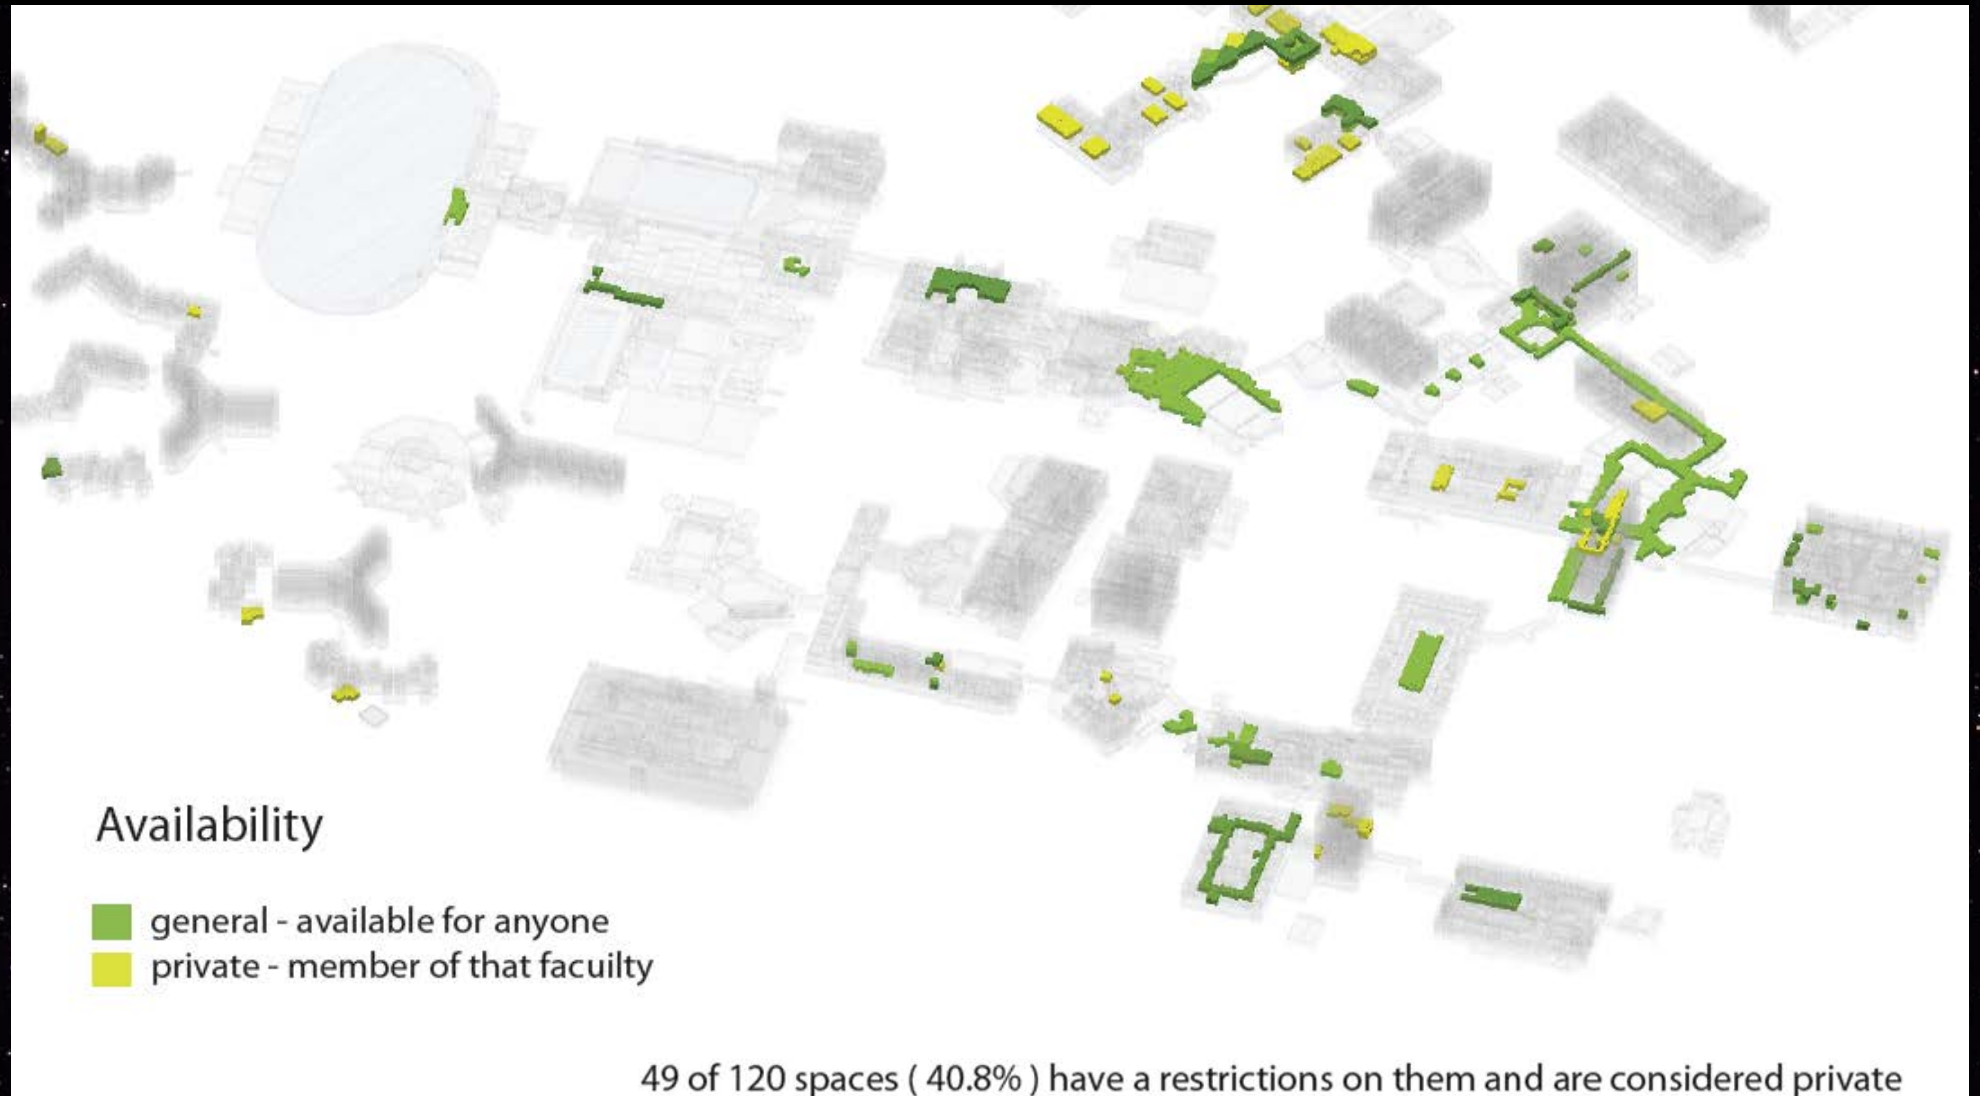 Availability
general - available for anyone
private - member of that facuilty
49 of 120 spaces ( 40.8% ) have a restrictions on them and are considered private